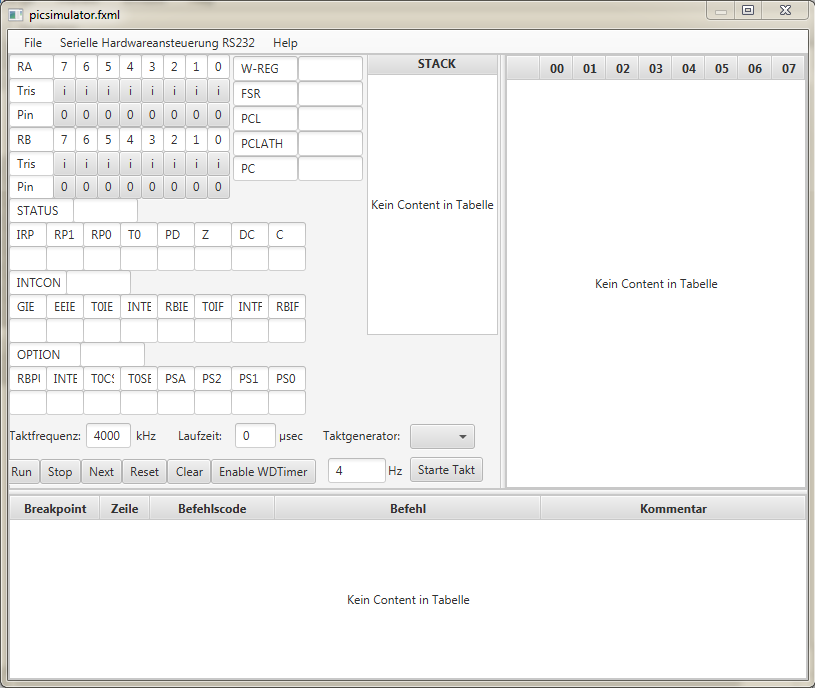 picsimulator.fxml
File Serielle Hardwareansteuerung RS232 Help
RA 7 6 5 4 3 2 1 0
Tris i i i i i i i i
Pin 0 0 0 0 0 0 0 0
RB 7 6 5 4 3 2 1 0
Tris i i i i i i i i
Pin 0 0 0 0 0 0 0 0
W-REG
FSR
PCL
PCLATH
PC
STATUS
IRP RP1 RP0 T0 PD Z DC C
INTCON
GIE EEIE T0IE INTE RBIE T0IF INTF RBIF
OPTION
RBPU INTE T0CS T0SE PSA PS2 PS1 PS0
Taktfrequenz: 4000 kHz Laufzeit: 0 µsec Taktgenerator:
Run Stop Next Reset Clear Enable WDTimer 4 Hz Starte Takt
STACK
Kein Content in Tabelle
00 01 02 03 04 05 06 07
Kein Content in Tabelle
Breakpoint Zeile Befehlscode Befehl Kommentar
Kein Content in Tabelle